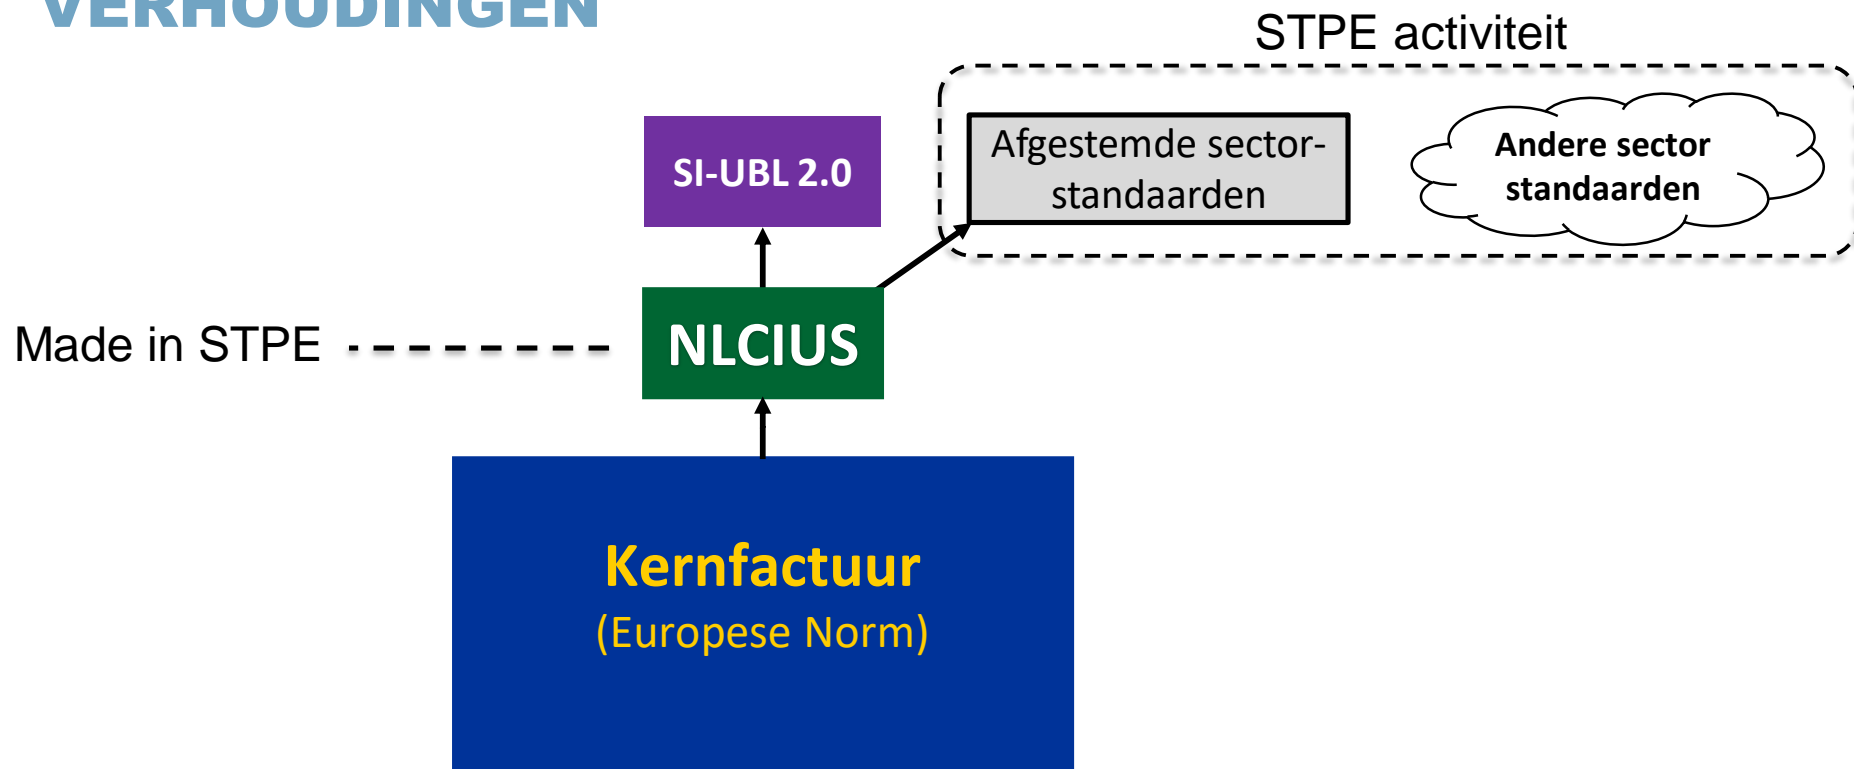 VERHOUDINGEN
STPE activiteit
SI-UBL 2.0
Afgestemde sector-
standaarden
Andere sector
standaarden
Made in STPE
NLCIUS
Kernfactuur
(Europese Norm)